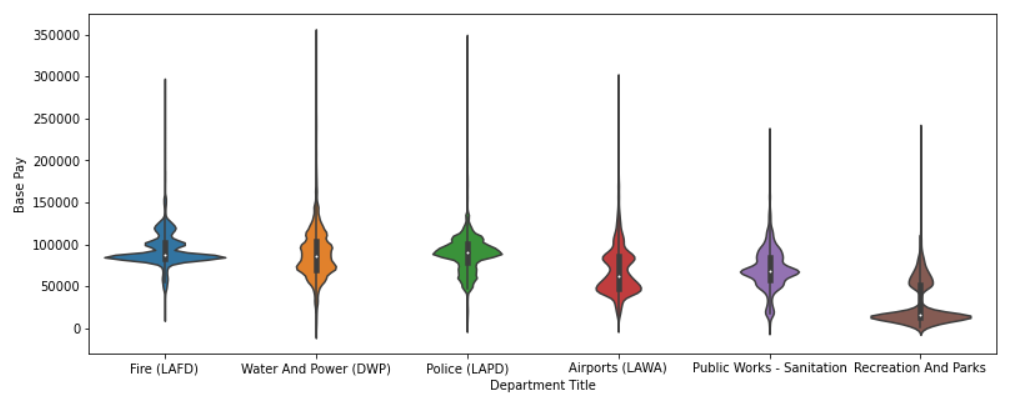 350000
300000
250000
200000
150000
100000
50000
0
Base Pay
Fire (LAFD) Water And Power (DWP) Police (LAPD) Airports (LAWA) Public Works - Sanitation Recreation And Parks
Department Title